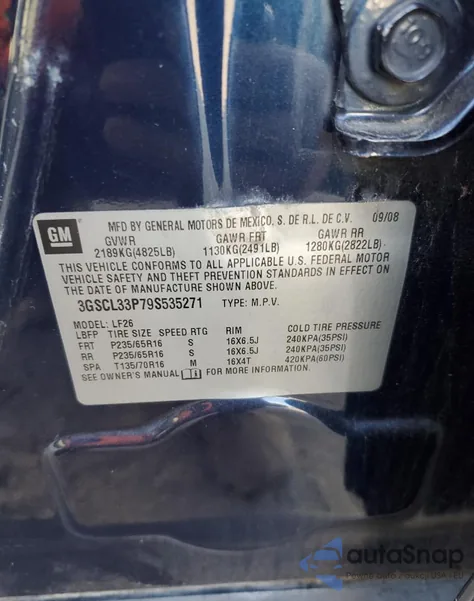 GM
MFD BY GENERAL MOTORS DE MEXICO, S. DE R.L. DE C.V. 09/08
GVWR GAWR FRT GAWR RR
2189KG(4825LB) 1130KG(2491LB) 1280KG(2822LB)
THIS VEHICLE CONFORMS TO ALL APPLICABLE U.S. FEDERAL MOTOR
VEHICLE SAFETY AND THEFT PREVENTION STANDARDS IN EFFECT
ON THE DATE OF MANUFACTURE SHOWN ABOVE.
3GSCL33P79S535271 TYPE: M.P.V.
MODEL: LF26
LBFP TIRE SIZE SPEED RTG RIM COLD TIRE PRESSURE
FRT P235/65R16 S 16X6.5J 240KPA(35PSI)
RR P235/65R16 S 16X6.5J 240KPA(35PSI)
SPA T135/70R16 M 16X4T 420KPA(60PSI)
SEE OWNER'S MANUAL i FOR MORE INFORMATION.
autoSnap